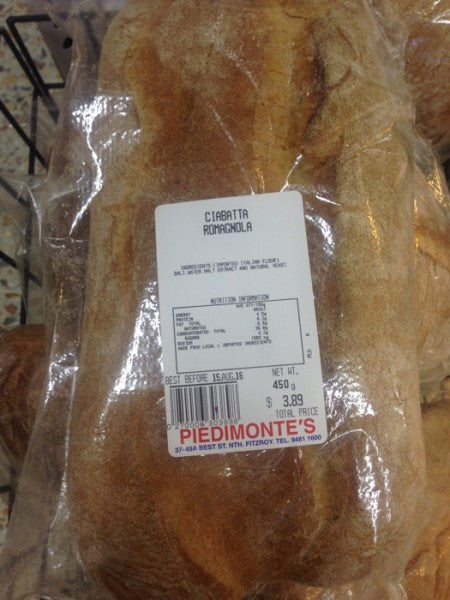 CIABATTA
ROMAGNOLA
INGREDIENTS:(IMPORTED ITALIAN FLOUR)
SALT,WATER MALT EXTRACT AND NATURAL YEAST.
NUTRITION INFORMATION
ENERGY
PROTEIN
FAT TOTAL
SATURATED
CARBOHYDRATES TOTAL
SUGARS
SODIUM
MADE FROM LOCAL & IMPORTED INGREDIENTS
BEST BEFORE 15.AUG.16
NET WT.
450 g
$ 3.89
TOTAL PRICE
PIEDIMONTE'S
37-49A BEST ST. NTH. FITZROY. TEL. 9481 1600